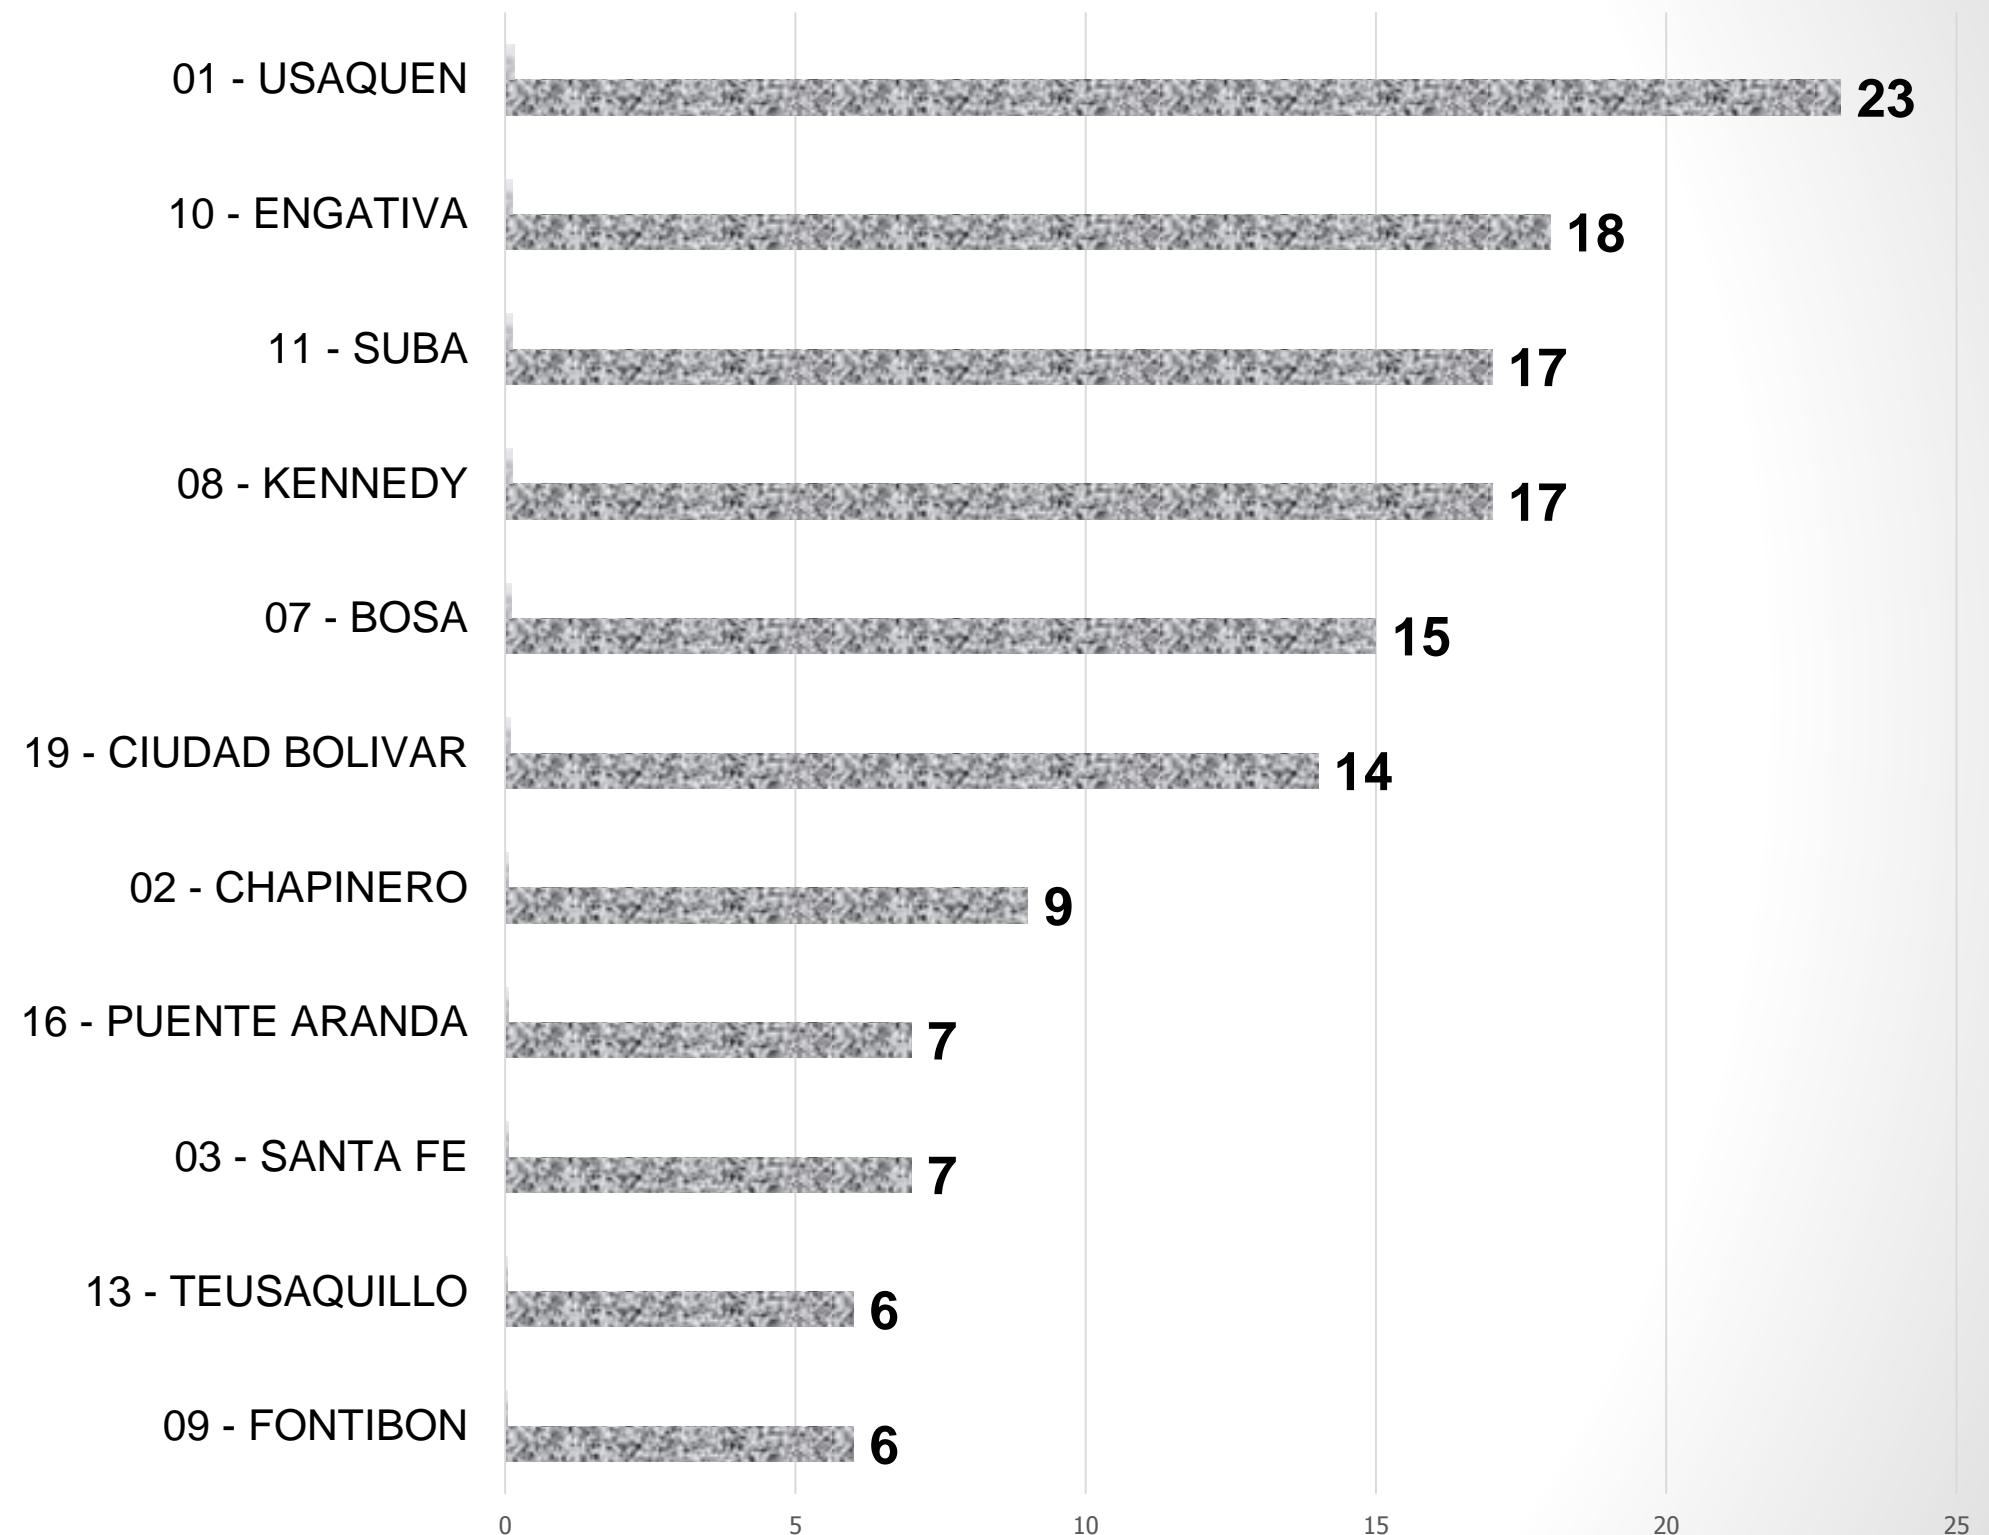 01 - USAQUEN 23
10 - ENGATIVA 18
11 - SUBA 17
08 - KENNEDY 17
07 - BOSA 15
19 - CIUDAD BOLIVAR 14
02 - CHAPINERO 9
16 - PUENTE ARANDA 7
03 - SANTA FE 7
13 - TEUSAQUILLO 6
09 - FONTIBON 6
0 5 10 15 20 25